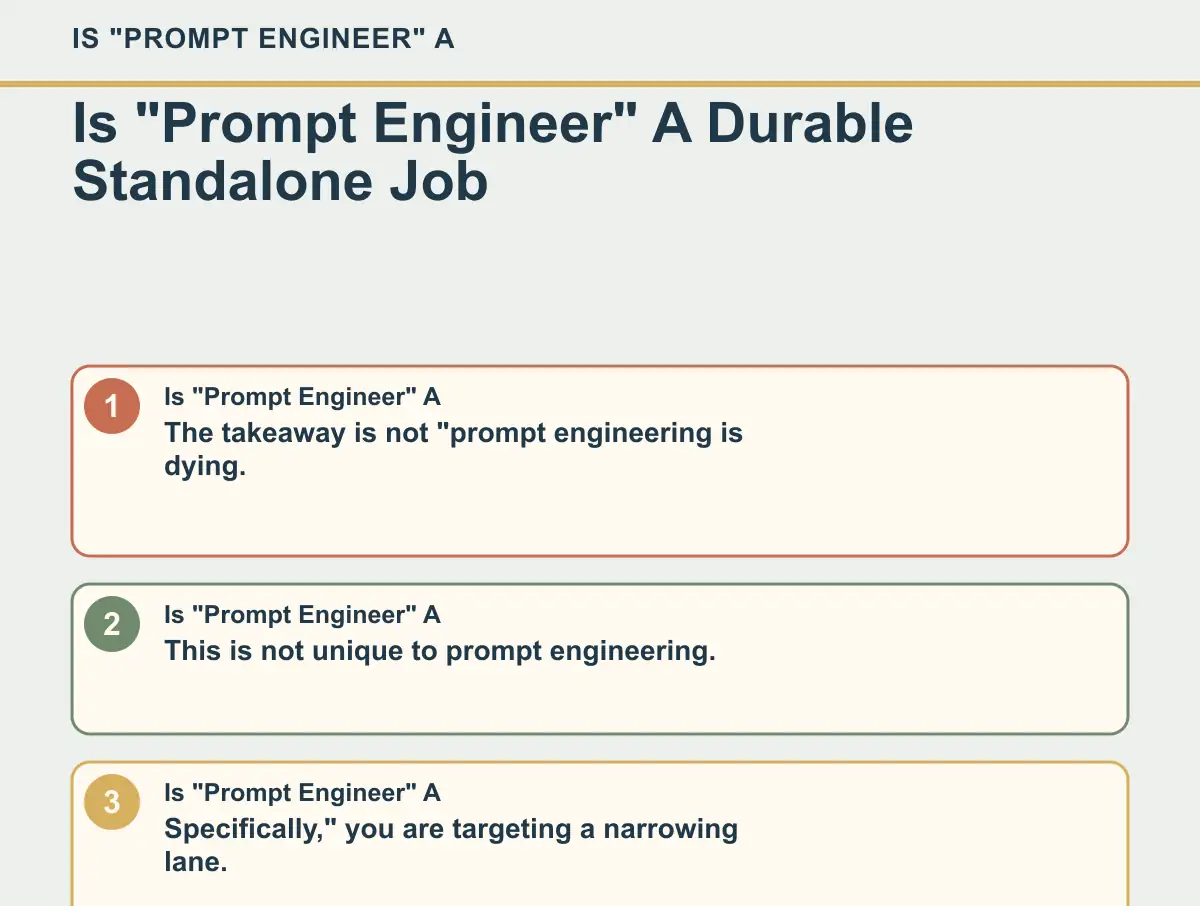 IS "PROMPT ENGINEER" A
Is "Prompt Engineer" A Durable
Standalone Job
1
Is "Prompt Engineer" A
The takeaway is not "prompt engineering is
dying.
2
Is "Prompt Engineer" A
This is not unique to prompt engineering.
3
Is "Prompt Engineer" A
Specifically," you are targeting a narrowing
lane.